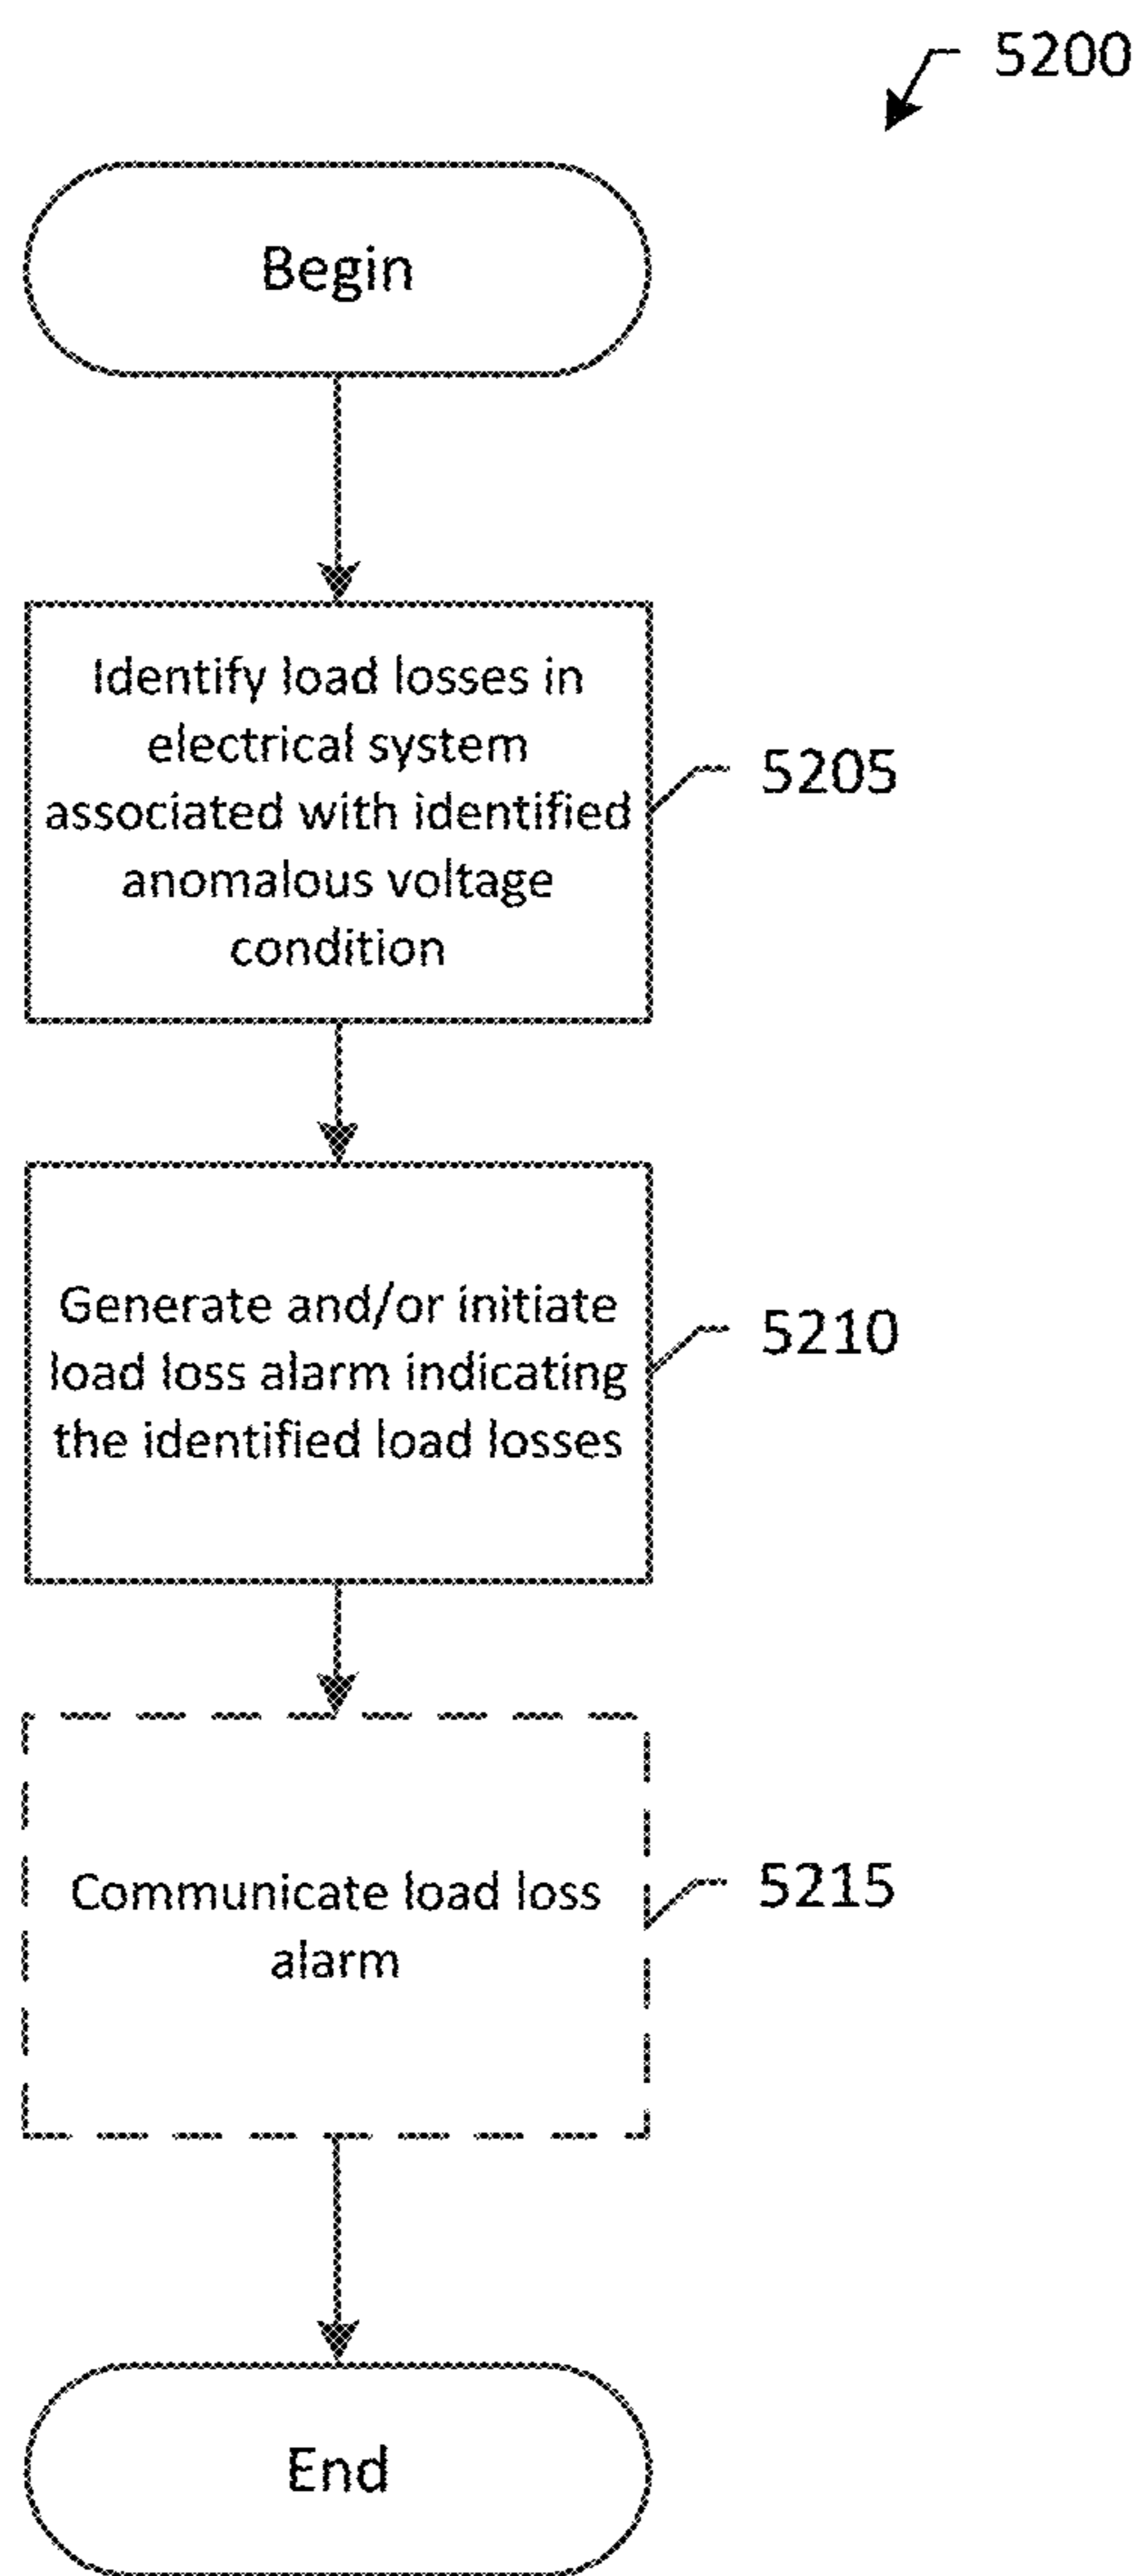 5200
Begin
Identify load losses in
electrical system
associated with identified
anomalous voltage
condition
5205
Generate and/or initiate
load loss alarm indicating
the identified load losses
5210
Communicate load loss
alarm
5215
End